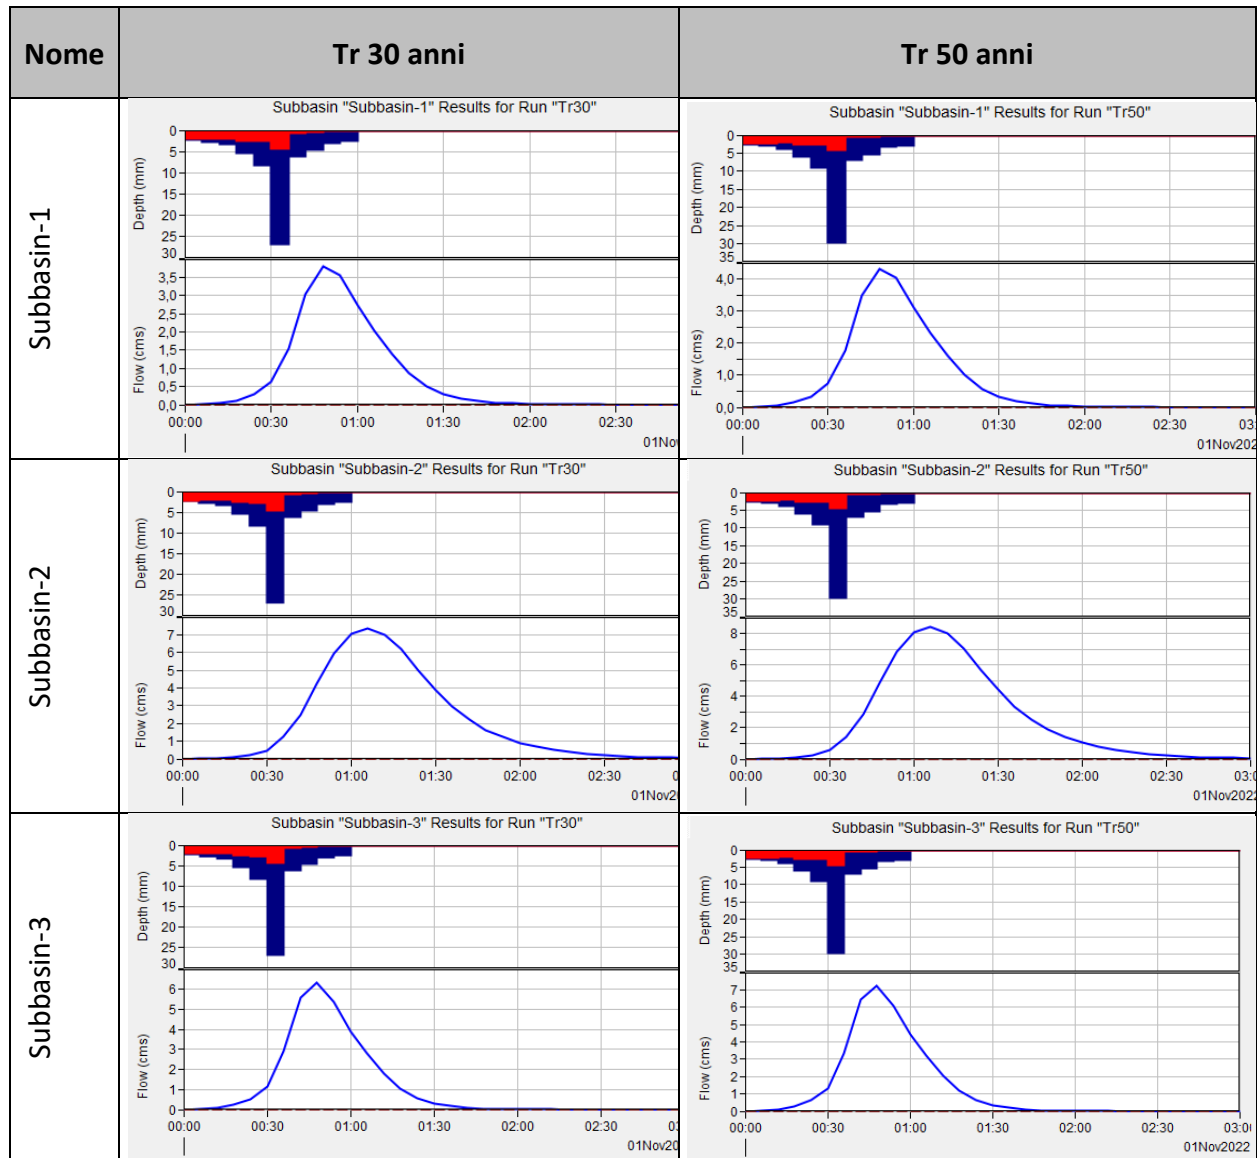 Nome
Tr 30 anni
Tr 50 anni
Subbasin-1
Subbasin "Subbasin-1" Results for Run "Tr30"
Depth (mm)
0
5
10
15
20
25
30
Flow (cms)
3,5
3,0
2,5
2,0
1,5
1,0
0,5
0,0
00:00 00:30 01:00 01:30 02:00 02:30
01Nov
Subbasin "Subbasin-1" Results for Run "Tr50"
Depth (mm)
0
5
10
15
20
25
30
35
Flow (cms)
4,0
3,0
2,0
1,0
0,0
00:00 00:30 01:00 01:30 02:00 02:30 03:
01Nov202
Subbasin-2
Subbasin "Subbasin-2" Results for Run "Tr30"
Depth (mm)
0
5
10
15
20
25
30
Flow (cms)
7
6
5
4
3
2
1
0
00:00 00:30 01:00 01:30 02:00 02:30 0
01Nov20
Subbasin "Subbasin-2" Results for Run "Tr50"
Depth (mm)
0
5
10
15
20
25
30
35
Flow (cms)
8
6
4
2
0
00:00 00:30 01:00 01:30 02:00 02:30 03:0
01Nov2022
Subbasin-3
Subbasin "Subbasin-3" Results for Run "Tr30"
Depth (mm)
0
5
10
15
20
25
30
Flow (cms)
6
5
4
3
2
1
0
00:00 00:30 01:00 01:30 02:00 02:30 03
01Nov20
Subbasin "Subbasin-3" Results for Run "Tr50"
Depth (mm)
0
5
10
15
20
25
30
35
Flow (cms)
7
6
5
4
3
2
1
0
00:00 00:30 01:00 01:30 02:00 02:30 03:00
01Nov2022